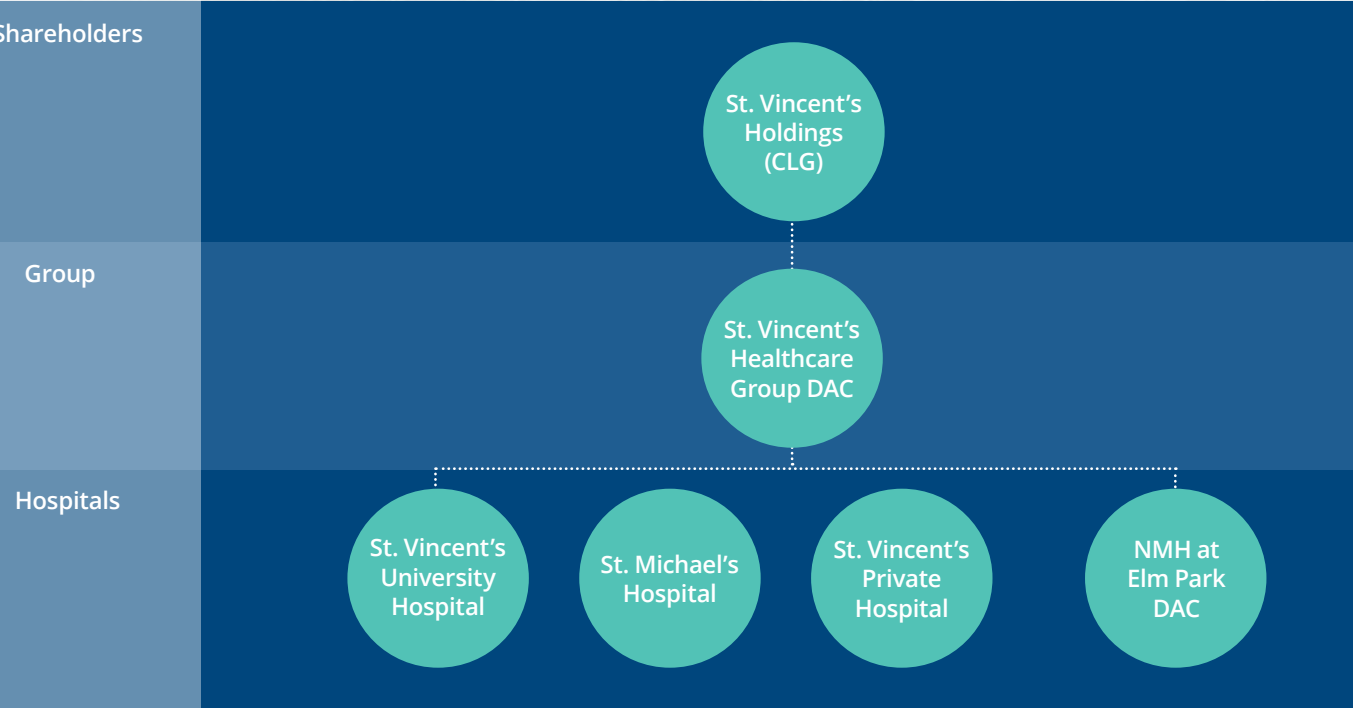 Shareholders
St. Vincent’s
Holdings
(CLG)
Group
St. Vincent’s
Healthcare
Group DAC
Hospitals
St. Vincent’s
University
Hospital
St. Michael’s
Hospital
St. Vincent’s
Private
Hospital
NMH at
Elm Park
DAC